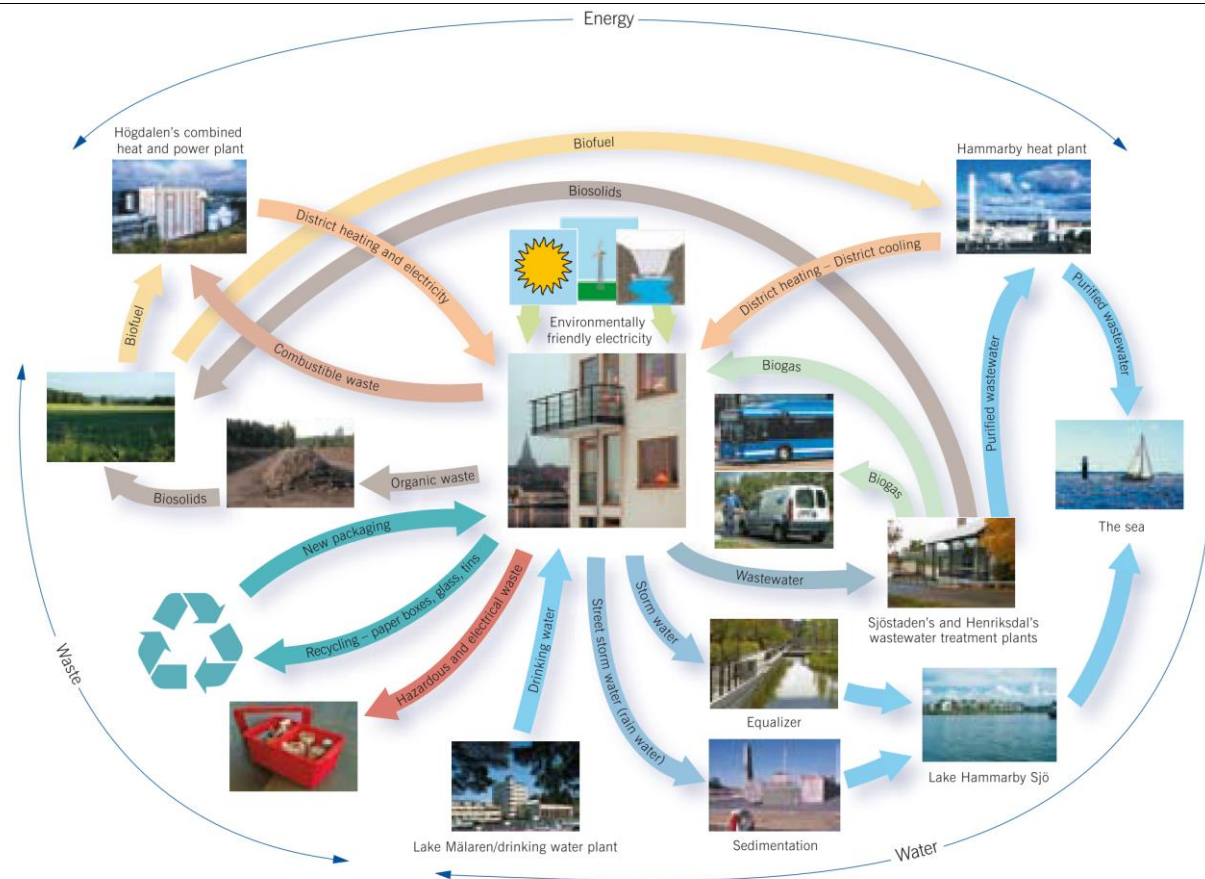 Energy
Högdalen's combined
heat and power plant
Biofuel
Hammarby heat plant
Biosolids
District heating and electricity
District heating – District cooling
Environmentally
friendly electricity
Biofuel
Combustible waste
Biogas
Purified wastewater
Purified wastewater
Biosolids
Organic waste
Biogas
The sea
New packaging
Recycling – paper boxes, glass, tins
Hazardous and electrical waste
Drinking water
Street storm water (rain water)
Storm water
Wastewater
Sjöstaden's and Henriksdal's
wastewater treatment plants
Waste
Equalizer
Lake Hammarby Sjö
Lake Mälaren/drinking water plant
Sedimentation
Water